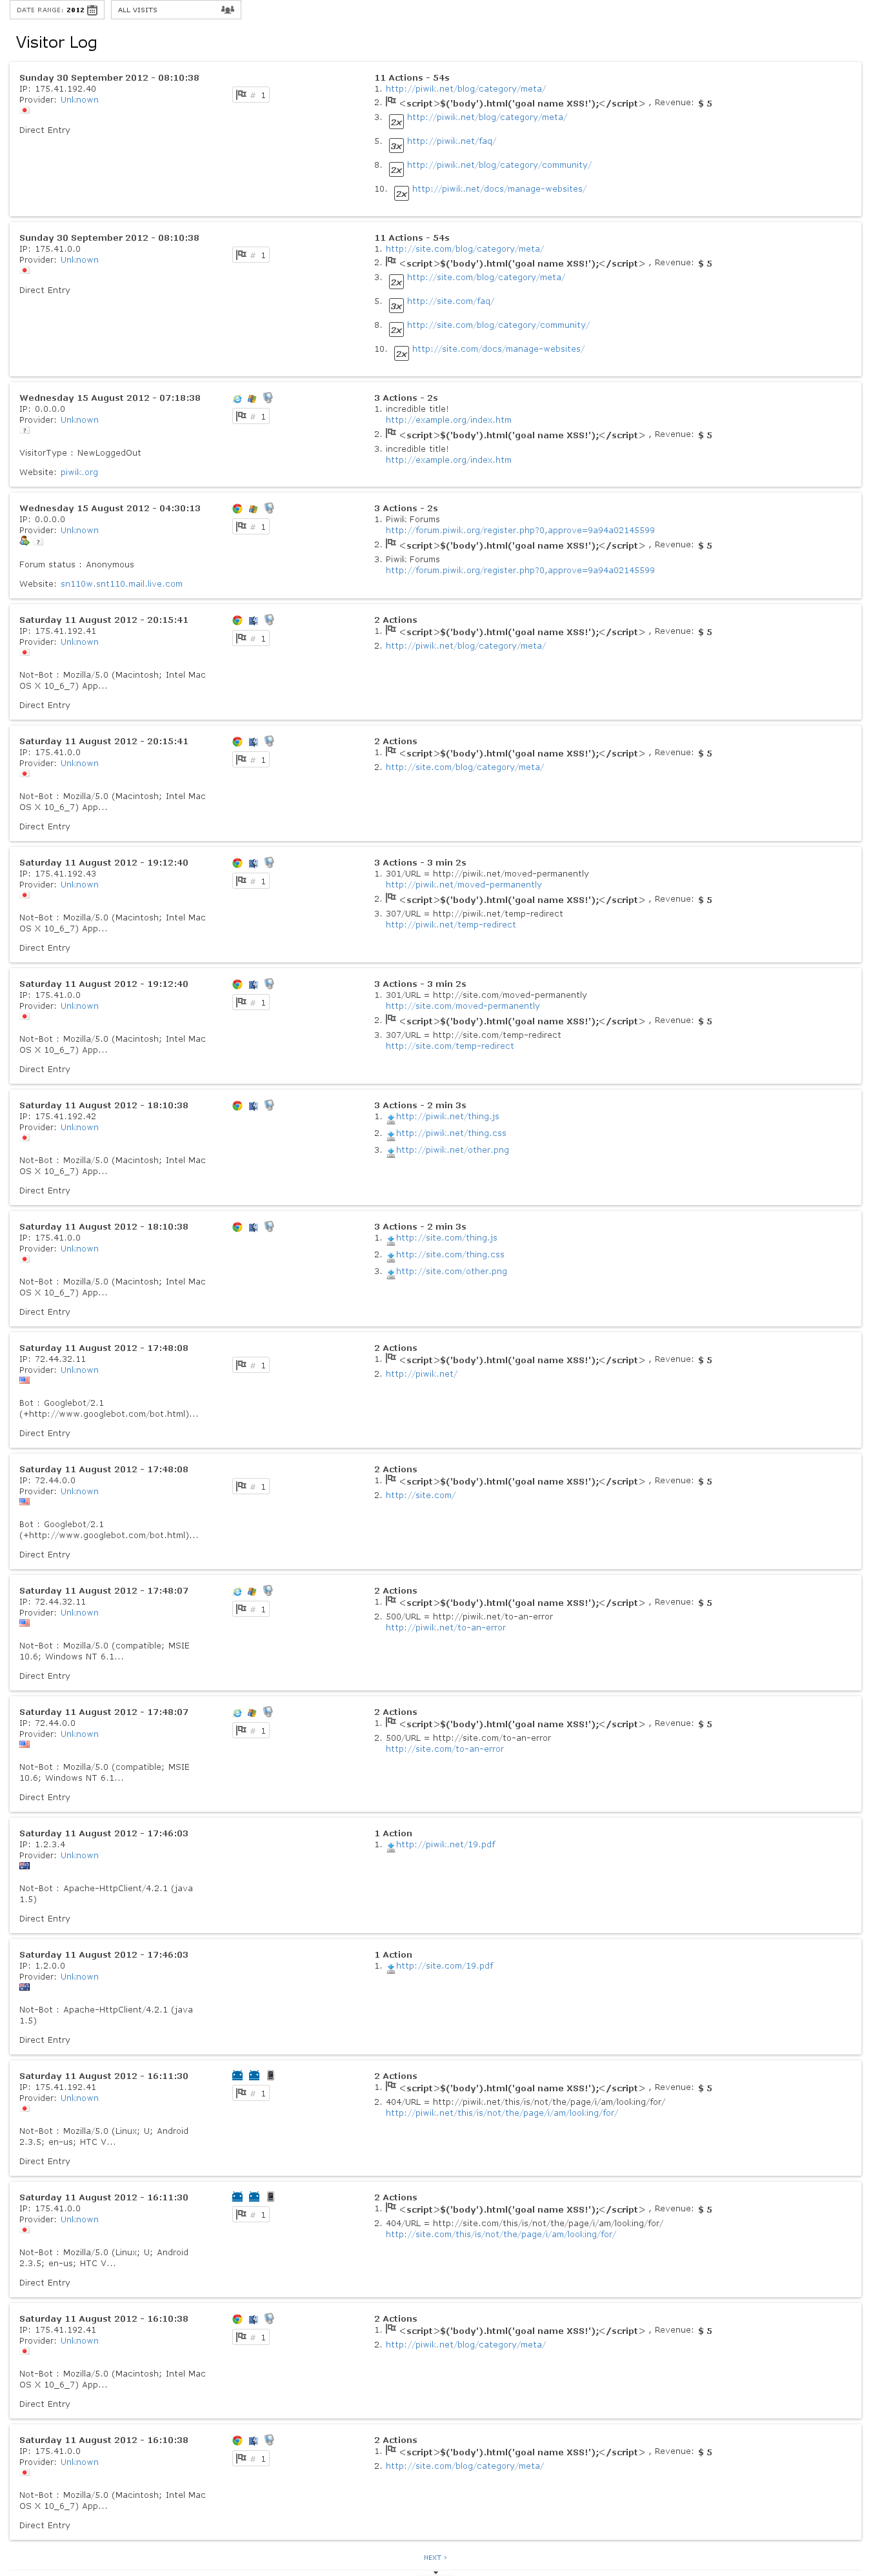 DATE RANGE: 2012
ALL VISITS
Visitor Log
Sunday 30 September 2012 - 08:10:38
IP: 175.41.192.40
Provider: Unknown
Direct Entry
# 1
11 Actions - 54s
1. http://piwik.net/blog/category/meta/
2. <script>$('body').html('goal name XSS!');</script> , Revenue: $ 5
3. 2x http://piwik.net/blog/category/meta/
5. 3x http://piwik.net/faq/
8. 2x http://piwik.net/blog/category/community/
10. 2x http://piwik.net/docs/manage-websites/
Sunday 30 September 2012 - 08:10:38
IP: 175.41.0.0
Provider: Unknown
Direct Entry
# 1
11 Actions - 54s
1. http://site.com/blog/category/meta/
2. <script>$('body').html('goal name XSS!');</script> , Revenue: $ 5
3. 2x http://site.com/blog/category/meta/
5. 3x http://site.com/faq/
8. 2x http://site.com/blog/category/community/
10. 2x http://site.com/docs/manage-websites/
Wednesday 15 August 2012 - 07:18:38
IP: 0.0.0.0
Provider: Unknown
?
VisitorType : NewLoggedOut
Website: piwik.org
# 1
3 Actions - 2s
1. incredible title!
http://example.org/index.htm
2. <script>$('body').html('goal name XSS!');</script> , Revenue: $ 5
3. incredible title!
http://example.org/index.htm
Wednesday 15 August 2012 - 04:30:13
IP: 0.0.0.0
Provider: Unknown
?
Forum status : Anonymous
Website: sn110w.snt110.mail.live.com
# 1
3 Actions - 2s
1. Piwik Forums
http://forum.piwik.org/register.php?0,approve=9a94a02145599
2. <script>$('body').html('goal name XSS!');</script> , Revenue: $ 5
3. Piwik Forums
http://forum.piwik.org/register.php?0,approve=9a94a02145599
Saturday 11 August 2012 - 20:15:41
IP: 175.41.192.41
Provider: Unknown
Not-Bot : Mozilla/5.0 (Macintosh; Intel Mac
OS X 10_6_7) App...
Direct Entry
# 1
2 Actions
1. <script>$('body').html('goal name XSS!');</script> , Revenue: $ 5
2. http://piwik.net/blog/category/meta/
Saturday 11 August 2012 - 20:15:41
IP: 175.41.0.0
Provider: Unknown
Not-Bot : Mozilla/5.0 (Macintosh; Intel Mac
OS X 10_6_7) App...
Direct Entry
# 1
2 Actions
1. <script>$('body').html('goal name XSS!');</script> , Revenue: $ 5
2. http://site.com/blog/category/meta/
Saturday 11 August 2012 - 19:12:40
IP: 175.41.192.43
Provider: Unknown
Not-Bot : Mozilla/5.0 (Macintosh; Intel Mac
OS X 10_6_7) App...
Direct Entry
# 1
3 Actions - 3 min 2s
1. 301/URL = http://piwik.net/moved-permanently
http://piwik.net/moved-permanently
2. <script>$('body').html('goal name XSS!');</script> , Revenue: $ 5
3. 307/URL = http://piwik.net/temp-redirect
http://piwik.net/temp-redirect
Saturday 11 August 2012 - 19:12:40
IP: 175.41.0.0
Provider: Unknown
Not-Bot : Mozilla/5.0 (Macintosh; Intel Mac
OS X 10_6_7) App...
Direct Entry
# 1
3 Actions - 3 min 2s
1. 301/URL = http://site.com/moved-permanently
http://site.com/moved-permanently
2. <script>$('body').html('goal name XSS!');</script> , Revenue: $ 5
3. 307/URL = http://site.com/temp-redirect
http://site.com/temp-redirect
Saturday 11 August 2012 - 18:10:38
IP: 175.41.192.42
Provider: Unknown
Not-Bot : Mozilla/5.0 (Macintosh; Intel Mac
OS X 10_6_7) App...
Direct Entry
3 Actions - 2 min 3s
1. http://piwik.net/thing.js
2. http://piwik.net/thing.css
3. http://piwik.net/other.png
Saturday 11 August 2012 - 18:10:38
IP: 175.41.0.0
Provider: Unknown
Not-Bot : Mozilla/5.0 (Macintosh; Intel Mac
OS X 10_6_7) App...
Direct Entry
3 Actions - 2 min 3s
1. http://site.com/thing.js
2. http://site.com/thing.css
3. http://site.com/other.png
Saturday 11 August 2012 - 17:48:08
IP: 72.44.32.11
Provider: Unknown
Bot : Googlebot/2.1
(+http://www.googlebot.com/bot.html)...
Direct Entry
# 1
2 Actions
1. <script>$('body').html('goal name XSS!');</script> , Revenue: $ 5
2. http://piwik.net/
Saturday 11 August 2012 - 17:48:08
IP: 72.44.0.0
Provider: Unknown
Bot : Googlebot/2.1
(+http://www.googlebot.com/bot.html)...
Direct Entry
# 1
2 Actions
1. <script>$('body').html('goal name XSS!');</script> , Revenue: $ 5
2. http://site.com/
Saturday 11 August 2012 - 17:48:07
IP: 72.44.32.11
Provider: Unknown
Not-Bot : Mozilla/5.0 (compatible; MSIE
10.6; Windows NT 6.1...
Direct Entry
# 1
2 Actions
1. <script>$('body').html('goal name XSS!');</script> , Revenue: $ 5
2. 500/URL = http://piwik.net/to-an-error
http://piwik.net/to-an-error
Saturday 11 August 2012 - 17:48:07
IP: 72.44.0.0
Provider: Unknown
Not-Bot : Mozilla/5.0 (compatible; MSIE
10.6; Windows NT 6.1...
Direct Entry
# 1
2 Actions
1. <script>$('body').html('goal name XSS!');</script> , Revenue: $ 5
2. 500/URL = http://site.com/to-an-error
http://site.com/to-an-error
Saturday 11 August 2012 - 17:46:03
IP: 1.2.3.4
Provider: Unknown
Not-Bot : Apache-HttpClient/4.2.1 (java
1.5)
Direct Entry
1 Action
1. http://piwik.net/19.pdf
Saturday 11 August 2012 - 17:46:03
IP: 1.2.0.0
Provider: Unknown
Not-Bot : Apache-HttpClient/4.2.1 (java
1.5)
Direct Entry
1 Action
1. http://site.com/19.pdf
Saturday 11 August 2012 - 16:11:30
IP: 175.41.192.41
Provider: Unknown
Not-Bot : Mozilla/5.0 (Linux; U; Android
2.3.5; en-us; HTC V...
Direct Entry
# 1
2 Actions
1. <script>$('body').html('goal name XSS!');</script> , Revenue: $ 5
2. 404/URL = http://piwik.net/this/is/not/the/page/i/am/looking/for/
http://piwik.net/this/is/not/the/page/i/am/looking/for/
Saturday 11 August 2012 - 16:11:30
IP: 175.41.0.0
Provider: Unknown
Not-Bot : Mozilla/5.0 (Linux; U; Android
2.3.5; en-us; HTC V...
Direct Entry
# 1
2 Actions
1. <script>$('body').html('goal name XSS!');</script> , Revenue: $ 5
2. 404/URL = http://site.com/this/is/not/the/page/i/am/looking/for/
http://site.com/this/is/not/the/page/i/am/looking/for/
Saturday 11 August 2012 - 16:10:38
IP: 175.41.192.41
Provider: Unknown
Not-Bot : Mozilla/5.0 (Macintosh; Intel Mac
OS X 10_6_7) App...
Direct Entry
# 1
2 Actions
1. <script>$('body').html('goal name XSS!');</script> , Revenue: $ 5
2. http://piwik.net/blog/category/meta/
Saturday 11 August 2012 - 16:10:38
IP: 175.41.0.0
Provider: Unknown
Not-Bot : Mozilla/5.0 (Macintosh; Intel Mac
OS X 10_6_7) App...
Direct Entry
# 1
2 Actions
1. <script>$('body').html('goal name XSS!');</script> , Revenue: $ 5
2. http://site.com/blog/category/meta/
NEXT >